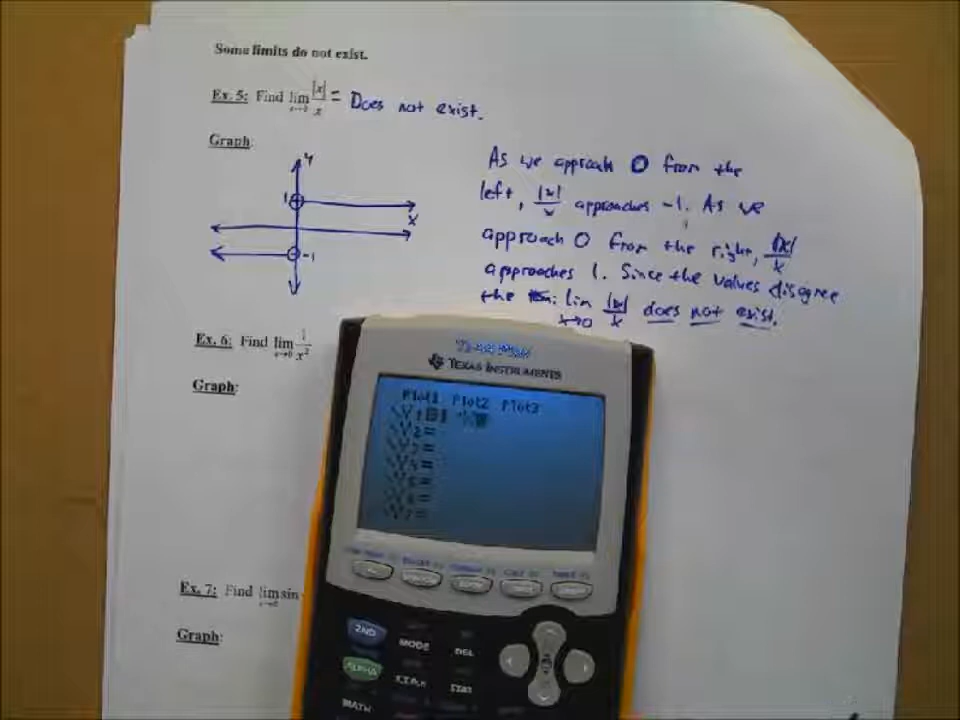 Some limits do not exist.
Ex. 5: Find lim x→0 |x|/x = Does not exist.
Graph:
y
1
x
-1
As we approach 0 from the
left, |x|/x approaches -1. As we
approach 0 from the right, |x|/x
approaches 1. Since the values disagree
the lim x→0 |x|/x does not exist.
Ex. 6: Find lim x→0 1/x²
Graph:
TEXAS INSTRUMENTS
Plot1 Plot2 Plot3
\Y1=1
\Y2=
\Y3=
\Y4=
\Y5=
\Y6=
\Y7=
Ex. 7: Find lim x→0 sin
Graph:
2ND
MODE
DEL
ALPHA
X,T,θ,n
STAT
MATH